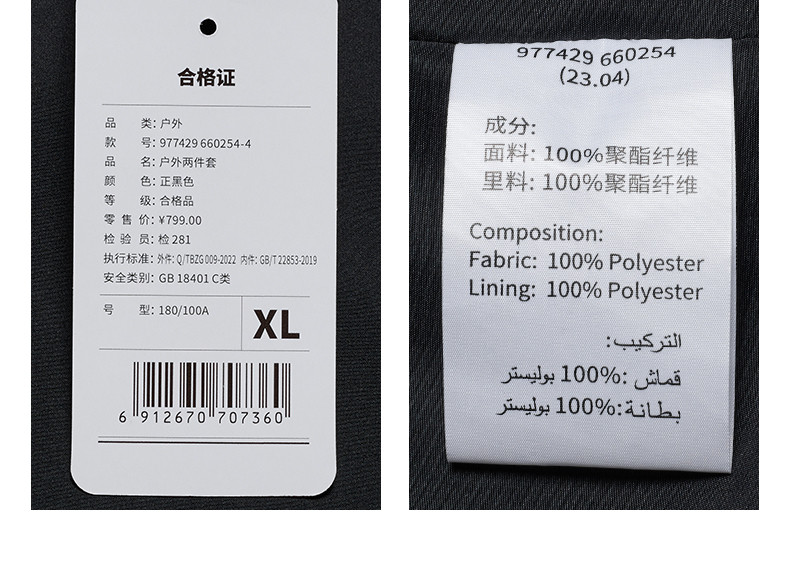 合格证
品 类: 户外
款 号: 977429 660254-4
品 名: 户外两件套
颜 色: 正黑色
等 级: 合格品
零 售 价: ¥799.00
检 验 员: 检 281
执行标准: 外件: Q/TBZG 009-2022 内件: GB/T 22853-2019
安全类别: GB 18401 C类
号 型: 180/100A
XL
6 912670 707360
977429 660254
(23.04)
成分:
面料: 100%聚酯纤维
里料: 100%聚酯纤维
Composition:
Fabric: 100% Polyester
Lining: 100% Polyester
التركيب:
قماش :100% بوليستر
بطانة:100% بوليستر